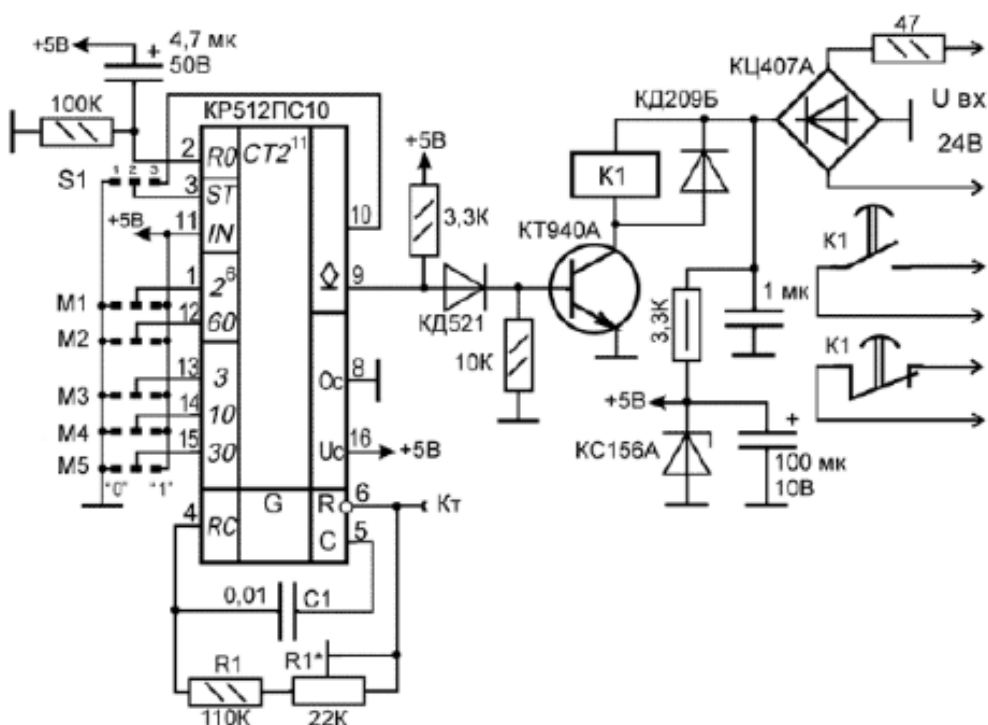 +5В
4,7 мк
+
50В
КР512ПС10
100К
2
R0
CT2
11
S1
1 2 3
3
ST
+5В
11
IN
10
1
2
6
9
M1
12
60
M2
13
3
M3
14
10
8
0с
M4
15
30
16
Uc
+5В
M5
"0"
"1"
4
RC
G
R
6
Кт
C
5
0,01
C1
R1
R1*
110К
22К
+5В
3,3К
КД521
10К
КТ940А
К1
КД209Б
КЦ407А
47
U вх
24В
К1
1 мк
3,3К
К1
+5В
+
КС156А
100 мк
10В